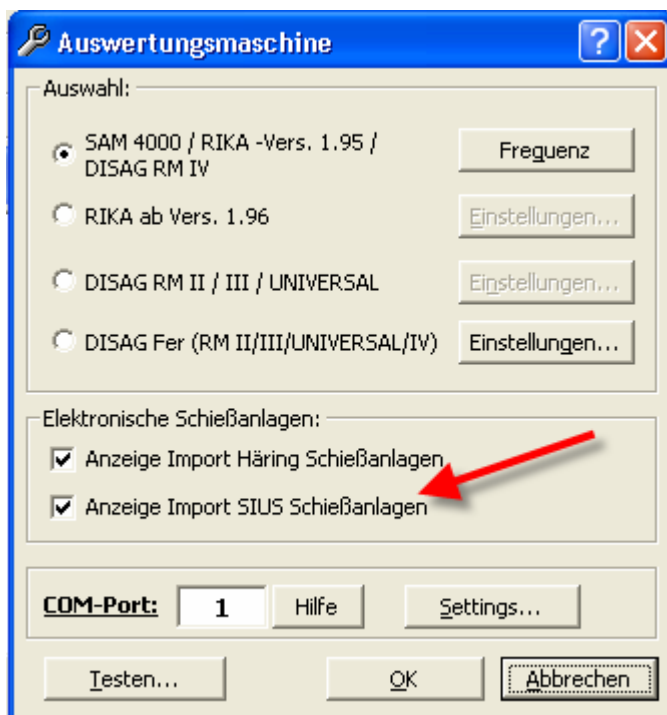 Auswertungsmaschine
Auswahl:
SAM 4000 / RIKA -Vers. 1.95 /
DISAG RM IV
Frequenz
RIKA ab Vers. 1.96
Einstellungen...
DISAG RM II / III / UNIVERSAL
Einstellungen...
DISAG Fer (RM II/III/UNIVERSAL/IV)
Einstellungen...
Elektronische Schießanlagen:
Anzeige Import Häring Schießanlagen
Anzeige Import SIUS Schießanlagen
COM-Port:
1
Hilfe
Settings...
Testen...
OK
Abbrechen